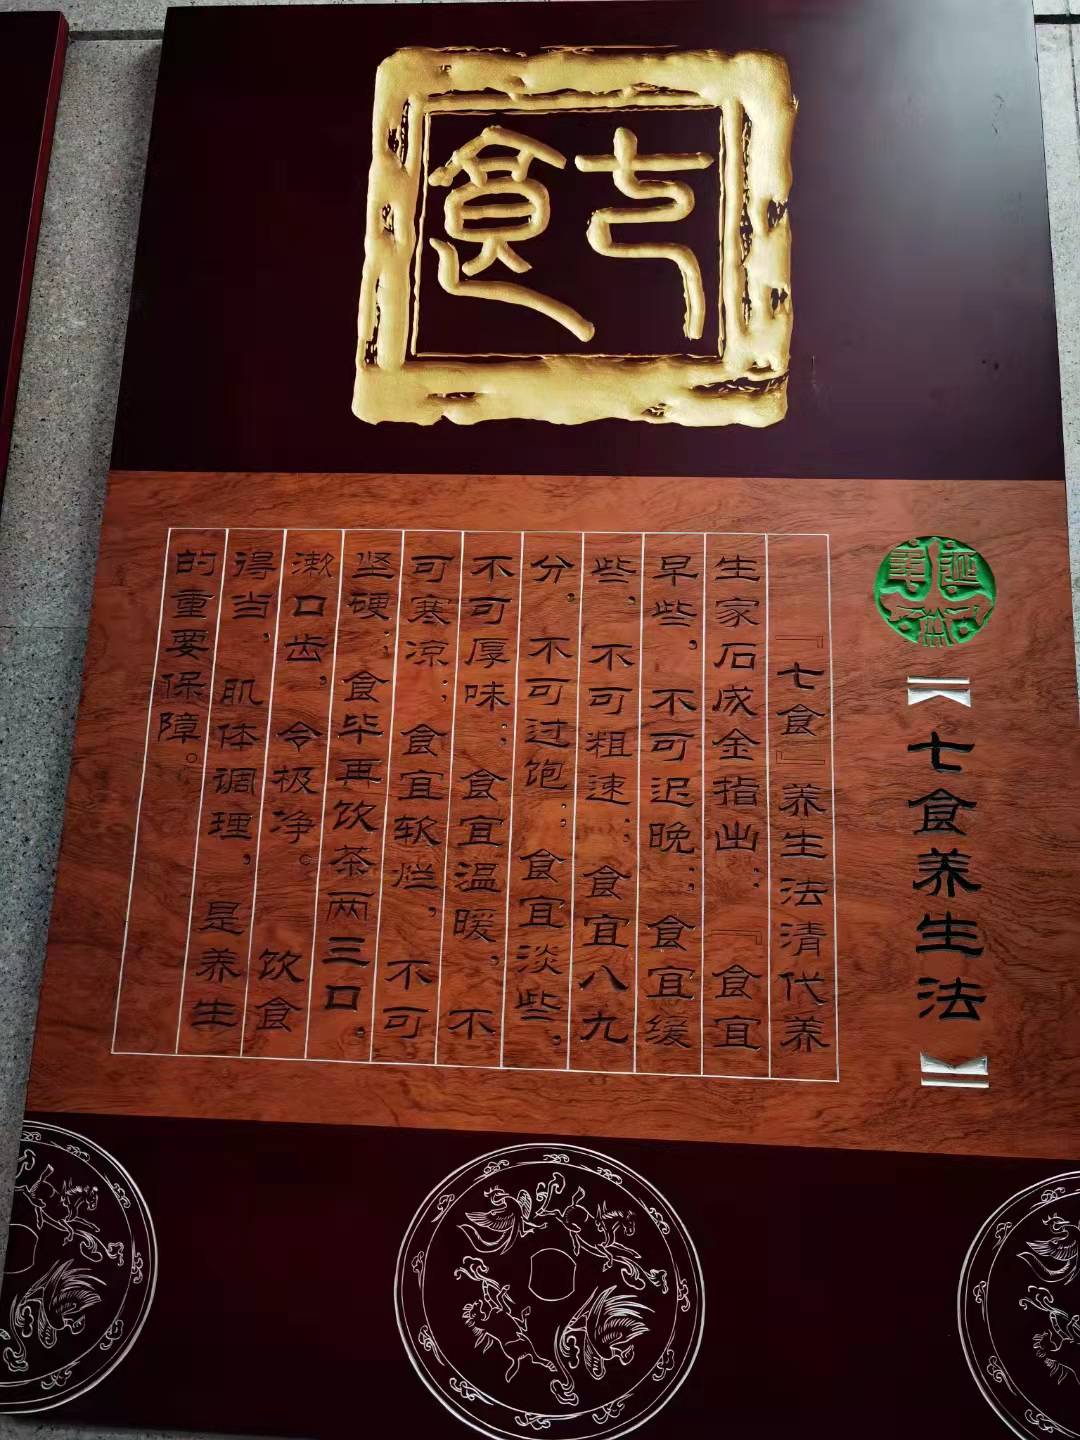 七食
七食养生法
『七食』养生法清代养
生家石成金指出：『食宜
早些，不可迟晚；食宜缓
些，不可粗速；食宜八九
分，不可过饱；食宜淡些，
不可厚味；食宜温暖，不
可寒凉；食宜软烂，不可
坚硬；食毕再饮茶两三口，
漱口齿，令极净。饮食
得当，肌体调理，是养生
的重要保障。